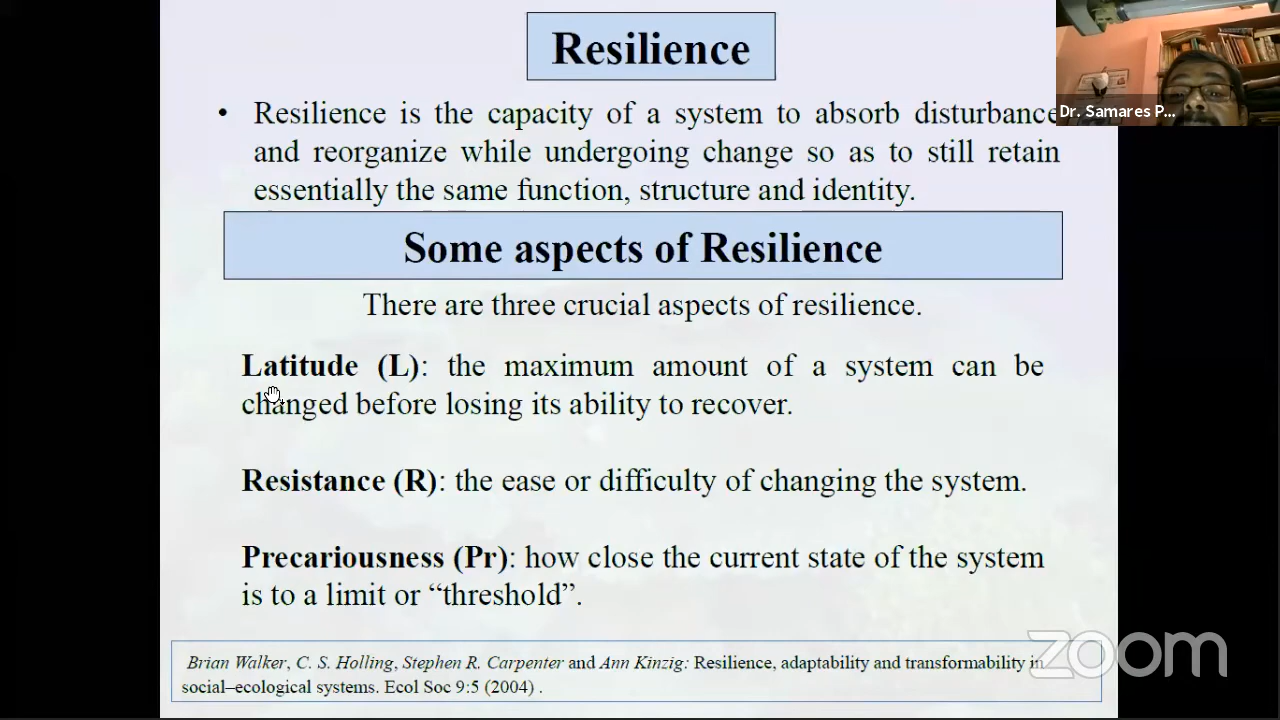 Resilience
• Resilience is the capacity of a system to absorb disturbance
and reorganize while undergoing change so as to still retain
essentially the same function, structure and identity.
Some aspects of Resilience
There are three crucial aspects of resilience.
Latitude (L): the maximum amount of a system can be
changed before losing its ability to recover.
Resistance (R): the ease or difficulty of changing the system.
Precariousness (Pr): how close the current state of the system
is to a limit or “threshold”.
Brian Walker, C. S. Holling, Stephen R. Carpenter and Ann Kinzig: Resilience, adaptability and transformability in
social–ecological systems. Ecol Soc 9:5 (2004) .
Dr. Samares P...
zoom